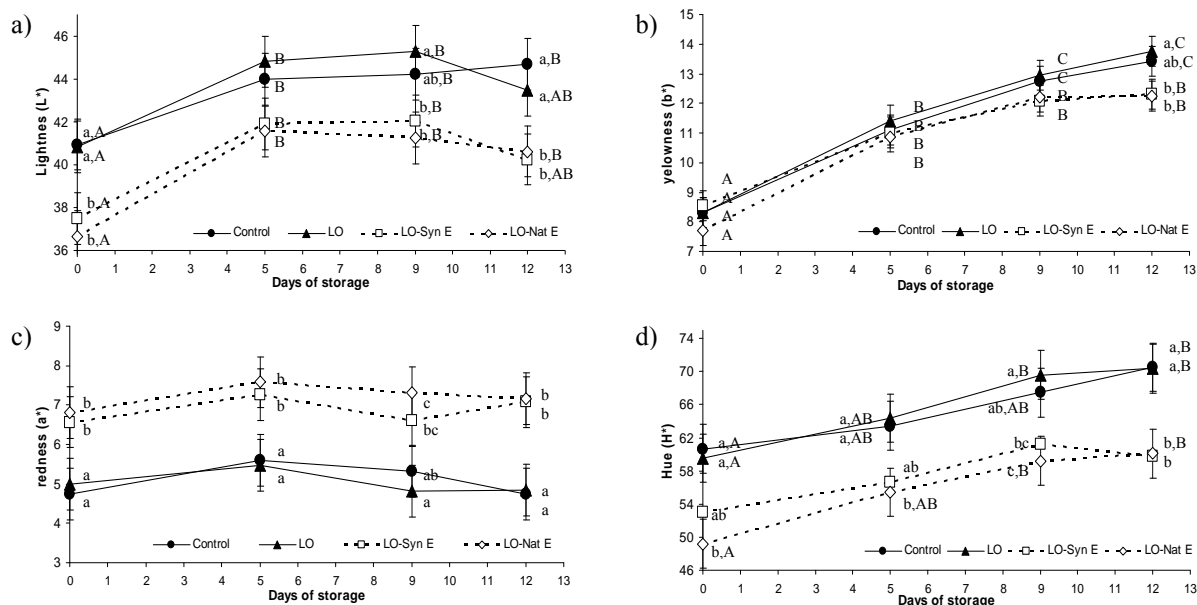 a)
Lightness (L*)
46
44
42
40
38
36
a,A
a,A
b,A
b,A
B
B
B
B
a,B
ab,B
b,B
b,B
a,B
a,AB
b,B
b,AB
Control LO LO-Syn E LO-Nat E
0 1 2 3 4 5 6 7 8 9 10 11 12 13
Days of storage
b)
yelowness (b*)
15
14
13
12
11
10
9
8
7
A
A
A
A
B
B
B
B
C
C
B
B
a,C
ab,C
b,B
b,B
Control LO LO-Syn E LO-Nat E
0 1 2 3 4 5 6 7 8 9 10 11 12 13
Days of storage
c)
redness (a*)
9
8
7
6
5
4
3
b
b
a
a
b
b
a
a
c
bc
ab
a
b
b
a
a
Control LO LO-Syn E LO-Nat E
0 1 2 3 4 5 6 7 8 9 10 11 12 13
Days of storage
d)
Hue (H*)
74
70
66
62
58
54
50
46
a,A
a,A
ab
b,A
a,AB
a,AB
ab
b,AB
a,B
ab,AB
bc
c,B
a,B
a,B
b,B
b
Control LO LO-Syn E LO-Nat E
0 1 2 3 4 5 6 7 8 9 10 11 12 13
Days of storage